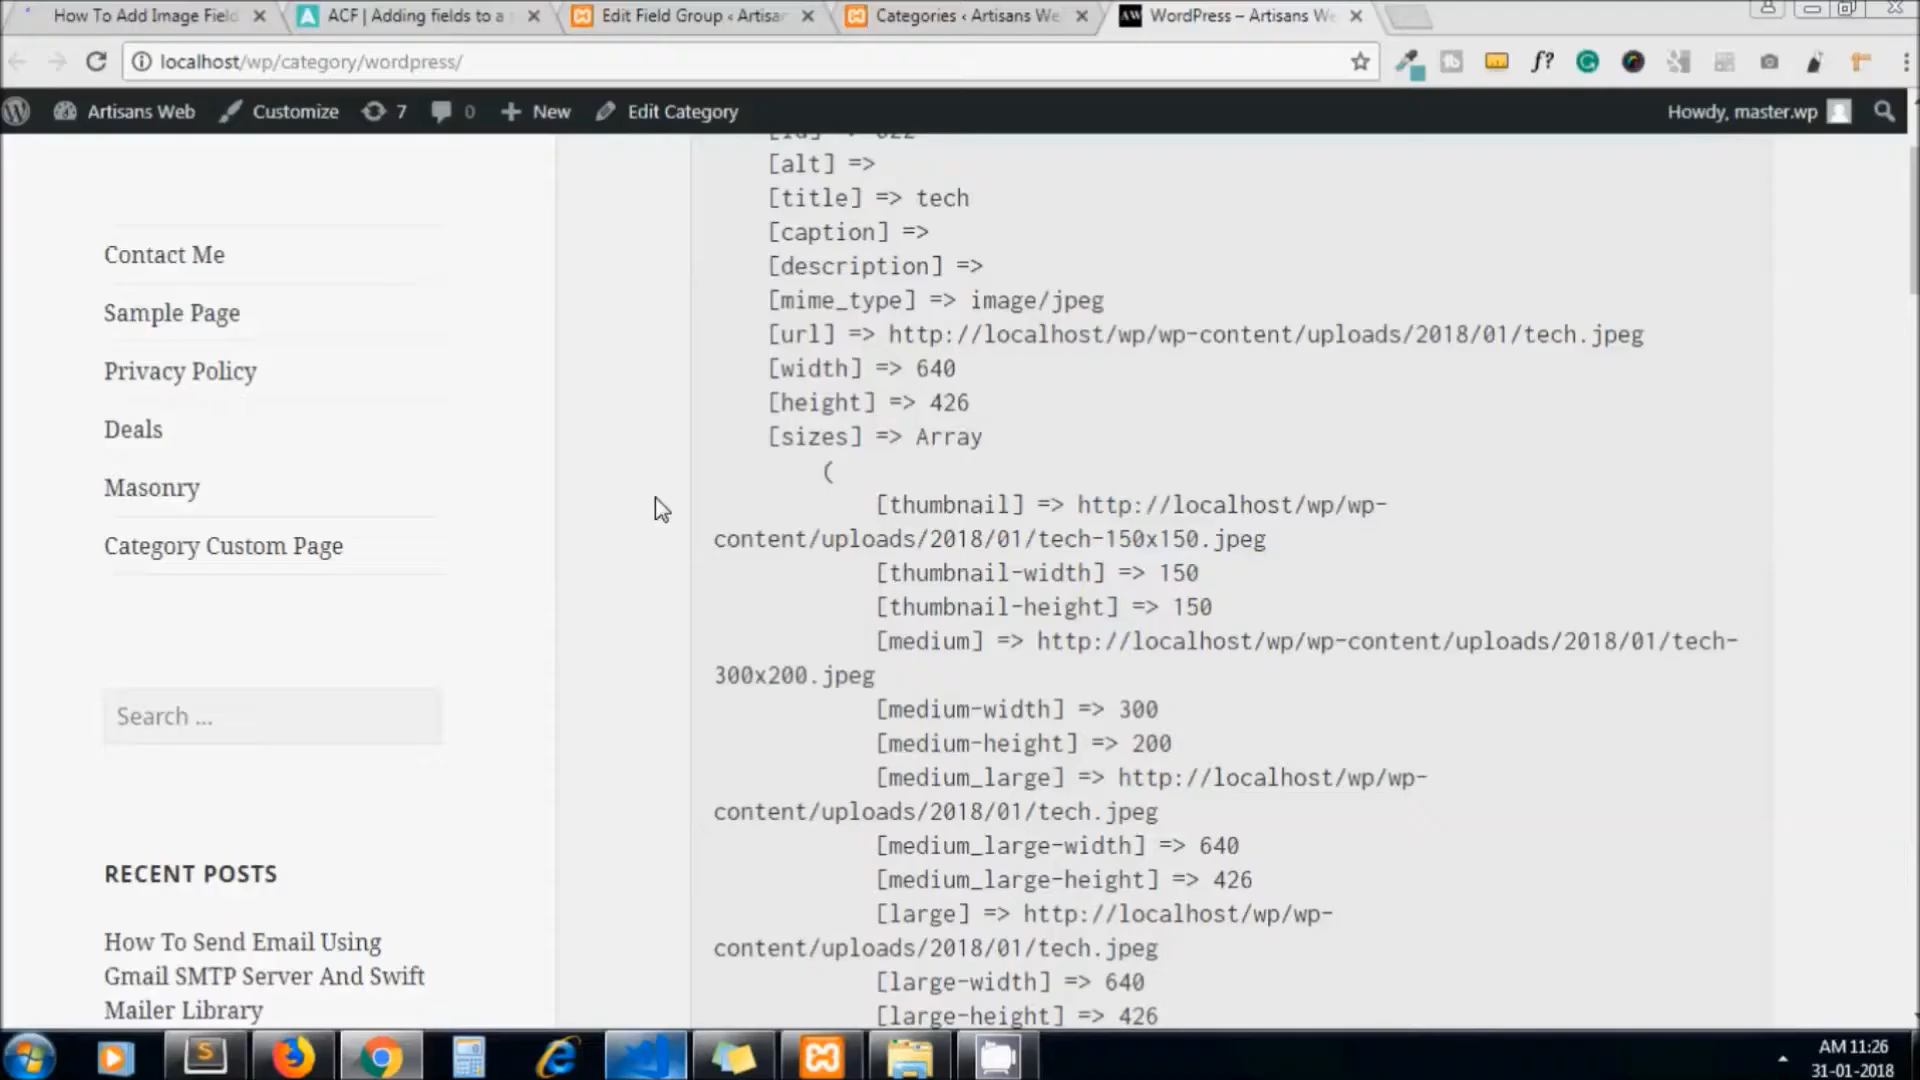 How To Add Image Field
ACF | Adding fields to a
Edit Field Group ‹ Artisan
Categories ‹ Artisans We
AW
WordPress – Artisans We
localhost/wp/category/wordpress/
f?
Artisans Web
Customize
7
0
New
Edit Category
Howdy, master.wp
[alt] =>
[title] => tech
[caption] =>
[description] =>
[mime_type] => image/jpeg
[url] => http://localhost/wp/wp-content/uploads/2018/01/tech.jpeg
[width] => 640
[height] => 426
[sizes] => Array
(
[thumbnail] => http://localhost/wp/wp-
content/uploads/2018/01/tech-150x150.jpeg
[thumbnail-width] => 150
[thumbnail-height] => 150
[medium] => http://localhost/wp/wp-content/uploads/2018/01/tech-
300x200.jpeg
[medium-width] => 300
[medium-height] => 200
[medium_large] => http://localhost/wp/wp-
content/uploads/2018/01/tech.jpeg
[medium_large-width] => 640
[medium_large-height] => 426
[large] => http://localhost/wp/wp-
content/uploads/2018/01/tech.jpeg
[large-width] => 640
[large-height] => 426
Contact Me
Sample Page
Privacy Policy
Deals
Masonry
Category Custom Page
Search ...
RECENT POSTS
How To Send Email Using
Gmail SMTP Server And Swift
Mailer Library
AM 11:26
31-01-2018